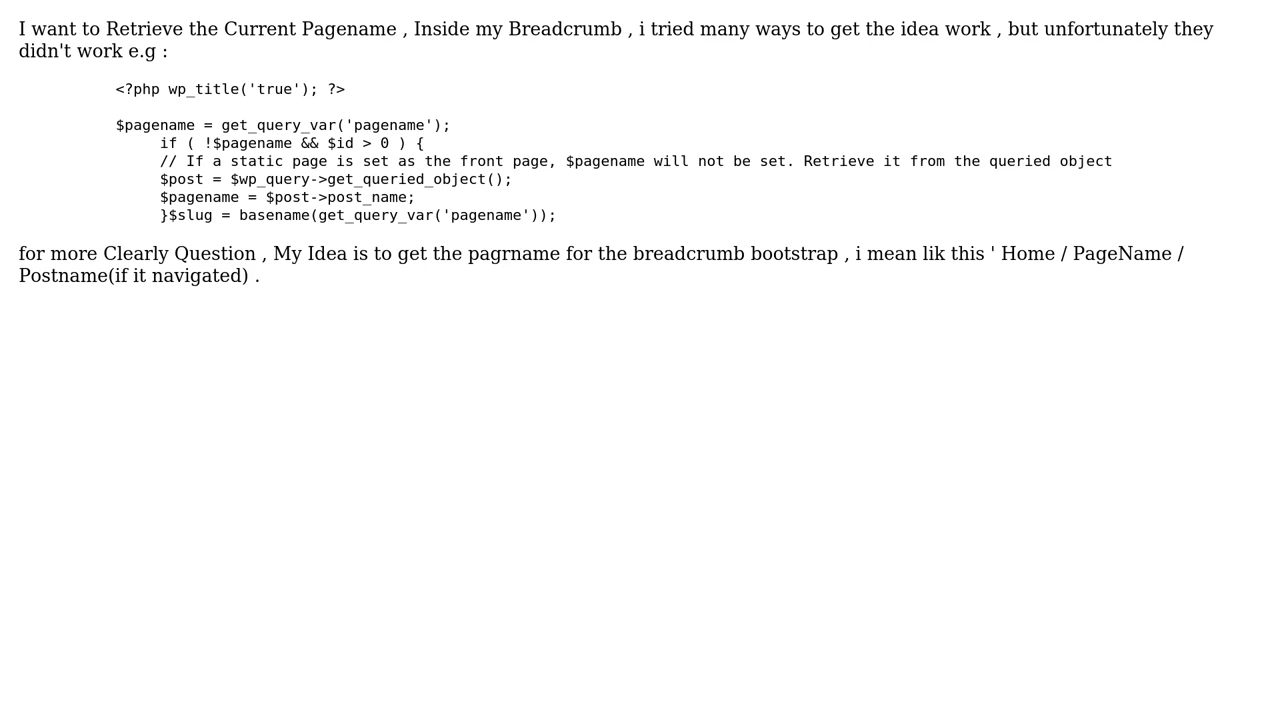 I want to Retrieve the Current Pagename , Inside my Breadcrumb , i tried many ways to get the idea work , but unfortunately they
didn't work e.g :
<?php wp_title('true'); ?>
$pagename = get_query_var('pagename');
if ( !$pagename && $id > 0 ) {
// If a static page is set as the front page, $pagename will not be set. Retrieve it from the queried object
$post = $wp_query->get_queried_object();
$pagename = $post->post_name;
}$slug = basename(get_query_var('pagename'));
for more Clearly Question , My Idea is to get the pagrname for the breadcrumb bootstrap , i mean lik this ' Home / PageName /
Postname(if it navigated) .